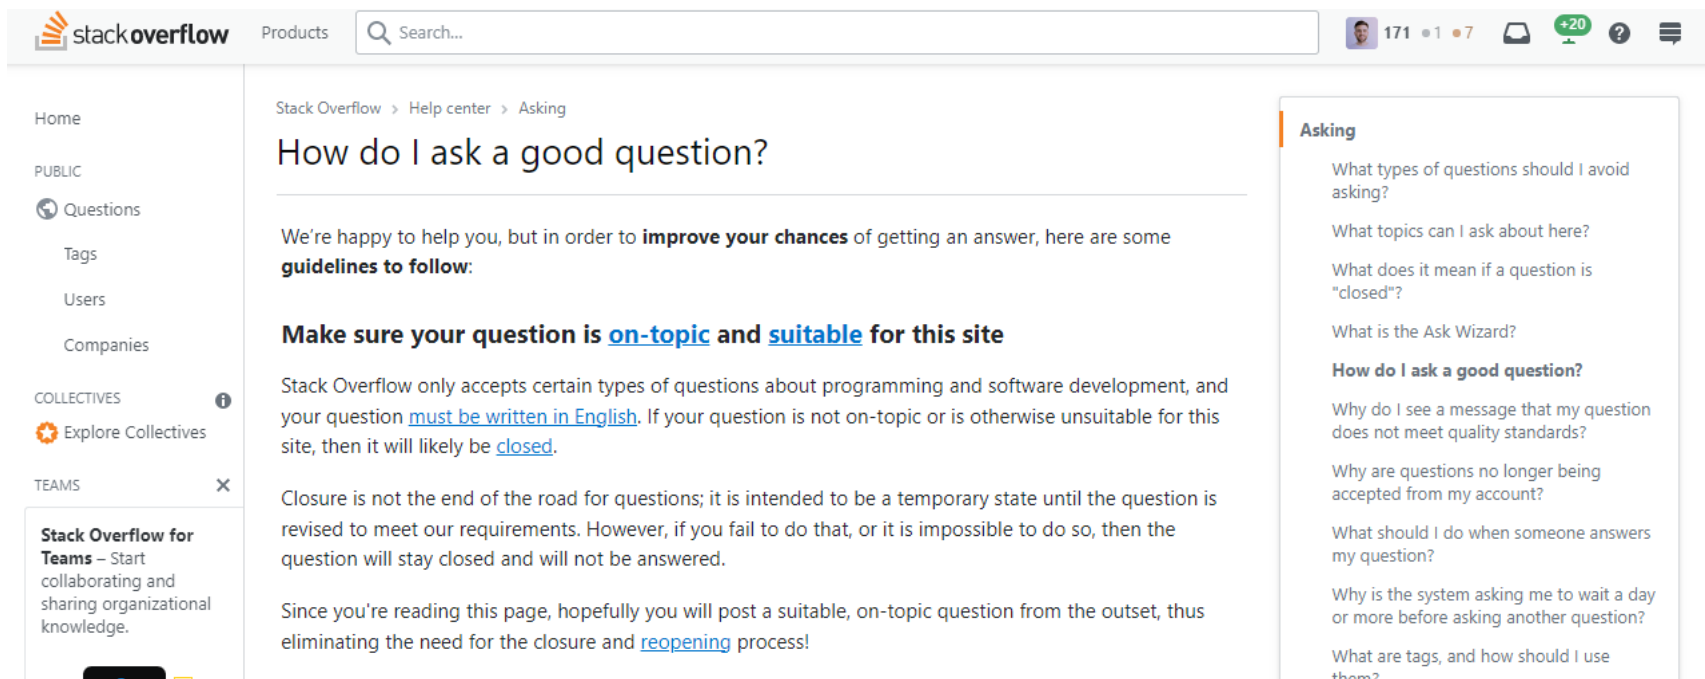 stackoverflow
Products
Search...
171 1 7
+20
Home
PUBLIC
Questions
Tags
Users
Companies
COLLECTIVES
Explore Collectives
TEAMS
Stack Overflow for
Teams – Start
collaborating and
sharing organizational
knowledge.
Stack Overflow > Help center > Asking
How do I ask a good question?
We're happy to help you, but in order to improve your chances of getting an answer, here are some
guidelines to follow:
Make sure your question is on-topic and suitable for this site
Stack Overflow only accepts certain types of questions about programming and software development, and
your question must be written in English. If your question is not on-topic or is otherwise unsuitable for this
site, then it will likely be closed.
Closure is not the end of the road for questions; it is intended to be a temporary state until the question is
revised to meet our requirements. However, if you fail to do that, or it is impossible to do so, then the
question will stay closed and will not be answered.
Since you're reading this page, hopefully you will post a suitable, on-topic question from the outset, thus
eliminating the need for the closure and reopening process!
Asking
What types of questions should I avoid
asking?
What topics can I ask about here?
What does it mean if a question is
"closed"?
What is the Ask Wizard?
How do I ask a good question?
Why do I see a message that my question
does not meet quality standards?
Why are questions no longer being
accepted from my account?
What should I do when someone answers
my question?
Why is the system asking me to wait a day
or more before asking another question?
What are tags, and how should I use
them?